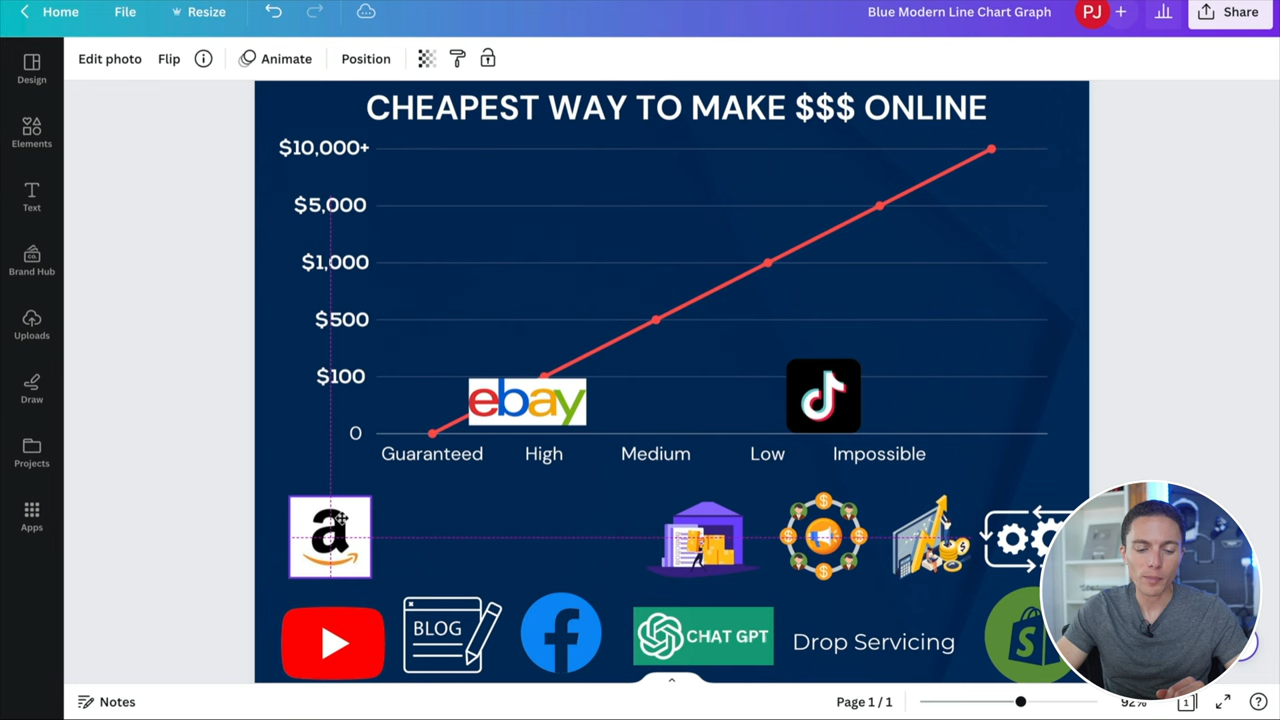 Home File Resize Blue Modern Line Chart Graph PJ + Share
Edit photo Flip Animate Position
Design
Elements
Text
Brand Hub
Uploads
Draw
Projects
Apps
CHEAPEST WAY TO MAKE $$$ ONLINE
$10,000+
$5,000
$1,000
$500
$100
0
ebay
Guaranteed High Medium Low Impossible
a
BLOG
CHAT GPT
Drop Servicing
Notes Page 1 / 1 92% 1